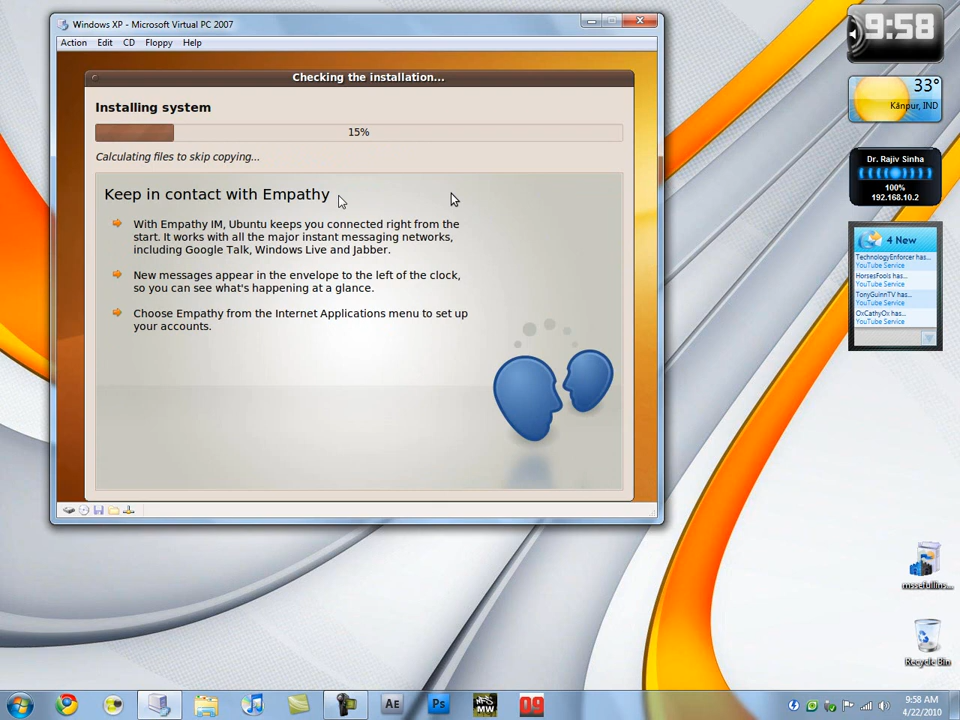 Windows XP - Microsoft Virtual PC 2007
Action Edit CD Floppy Help
Checking the installation...
Installing system
15%
Calculating files to skip copying...
Keep in contact with Empathy
With Empathy IM, Ubuntu keeps you connected right from the
start. It works with all the major instant messaging networks,
including Google Talk, Windows Live and Jabber.
New messages appear in the envelope to the left of the clock,
so you can see what's happening at a glance.
Choose Empathy from the Internet Applications menu to set up
your accounts.
9:58
33°
Kānpur, IND
Dr. Rajiv Sinha
100%
192.168.10.2
4 New
TechnologyEnforcer has...
YouTube Service
HorsesFools has...
YouTube Service
TonyGuinnTV has...
YouTube Service
OxCathyOx has...
YouTube Service
mssefullins...
Recycle Bin
AE
Ps
MW
09
9:58 AM
4/22/2010